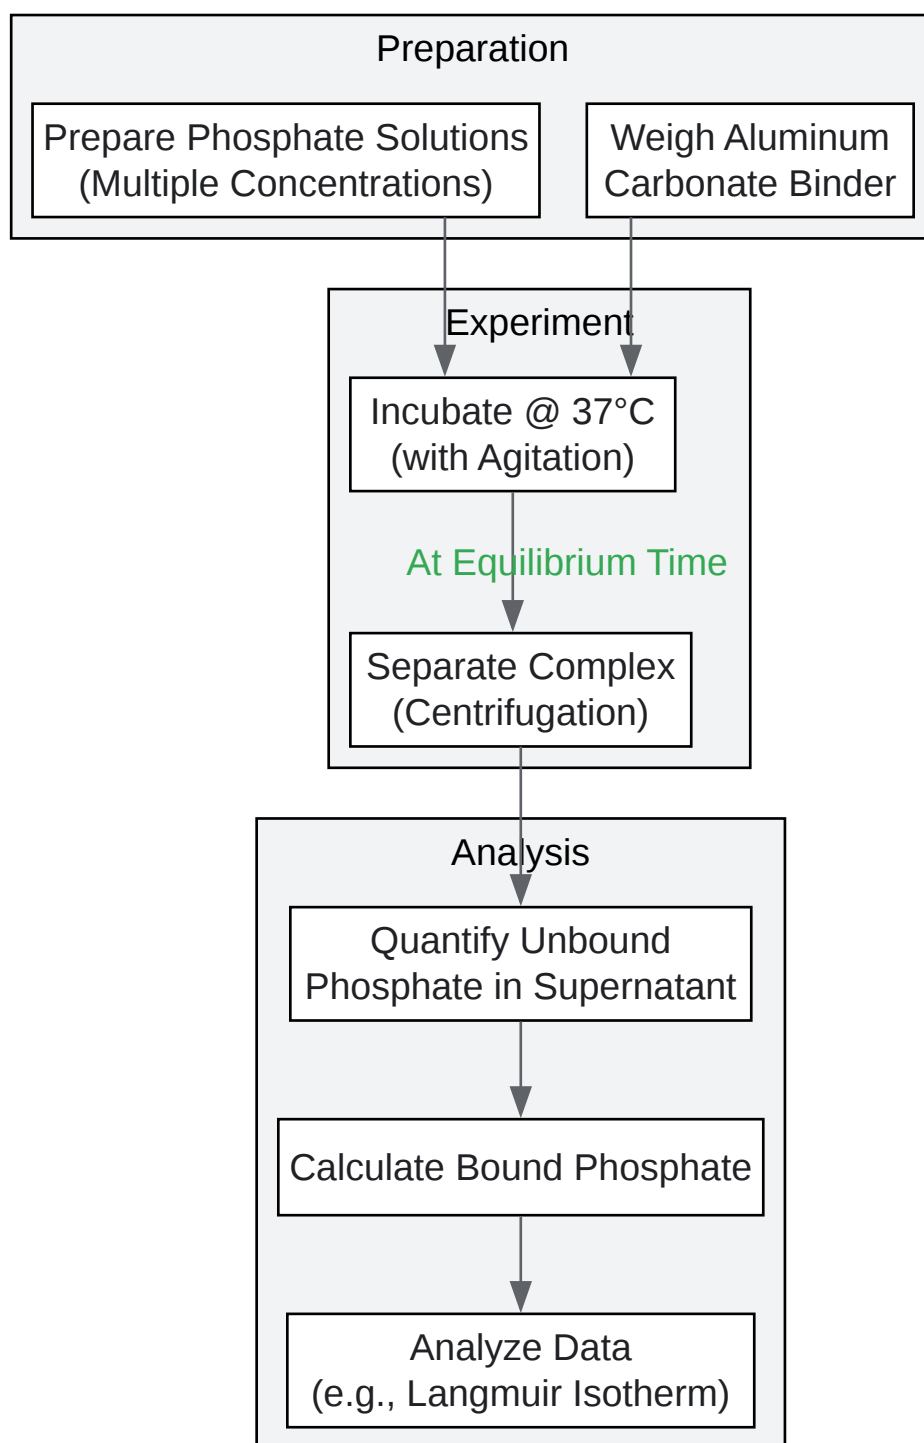 Preparation
Prepare Phosphate Solutions
(Multiple Concentrations)
Weigh Aluminum
Carbonate Binder
Experiment
Incubate @ 37°C
(with Agitation)
At Equilibrium Time
Separate Complex
(Centrifugation)
Analysis
Quantify Unbound
Phosphate in Supernatant
Calculate Bound Phosphate
Analyze Data
(e.g., Langmuir Isotherm)